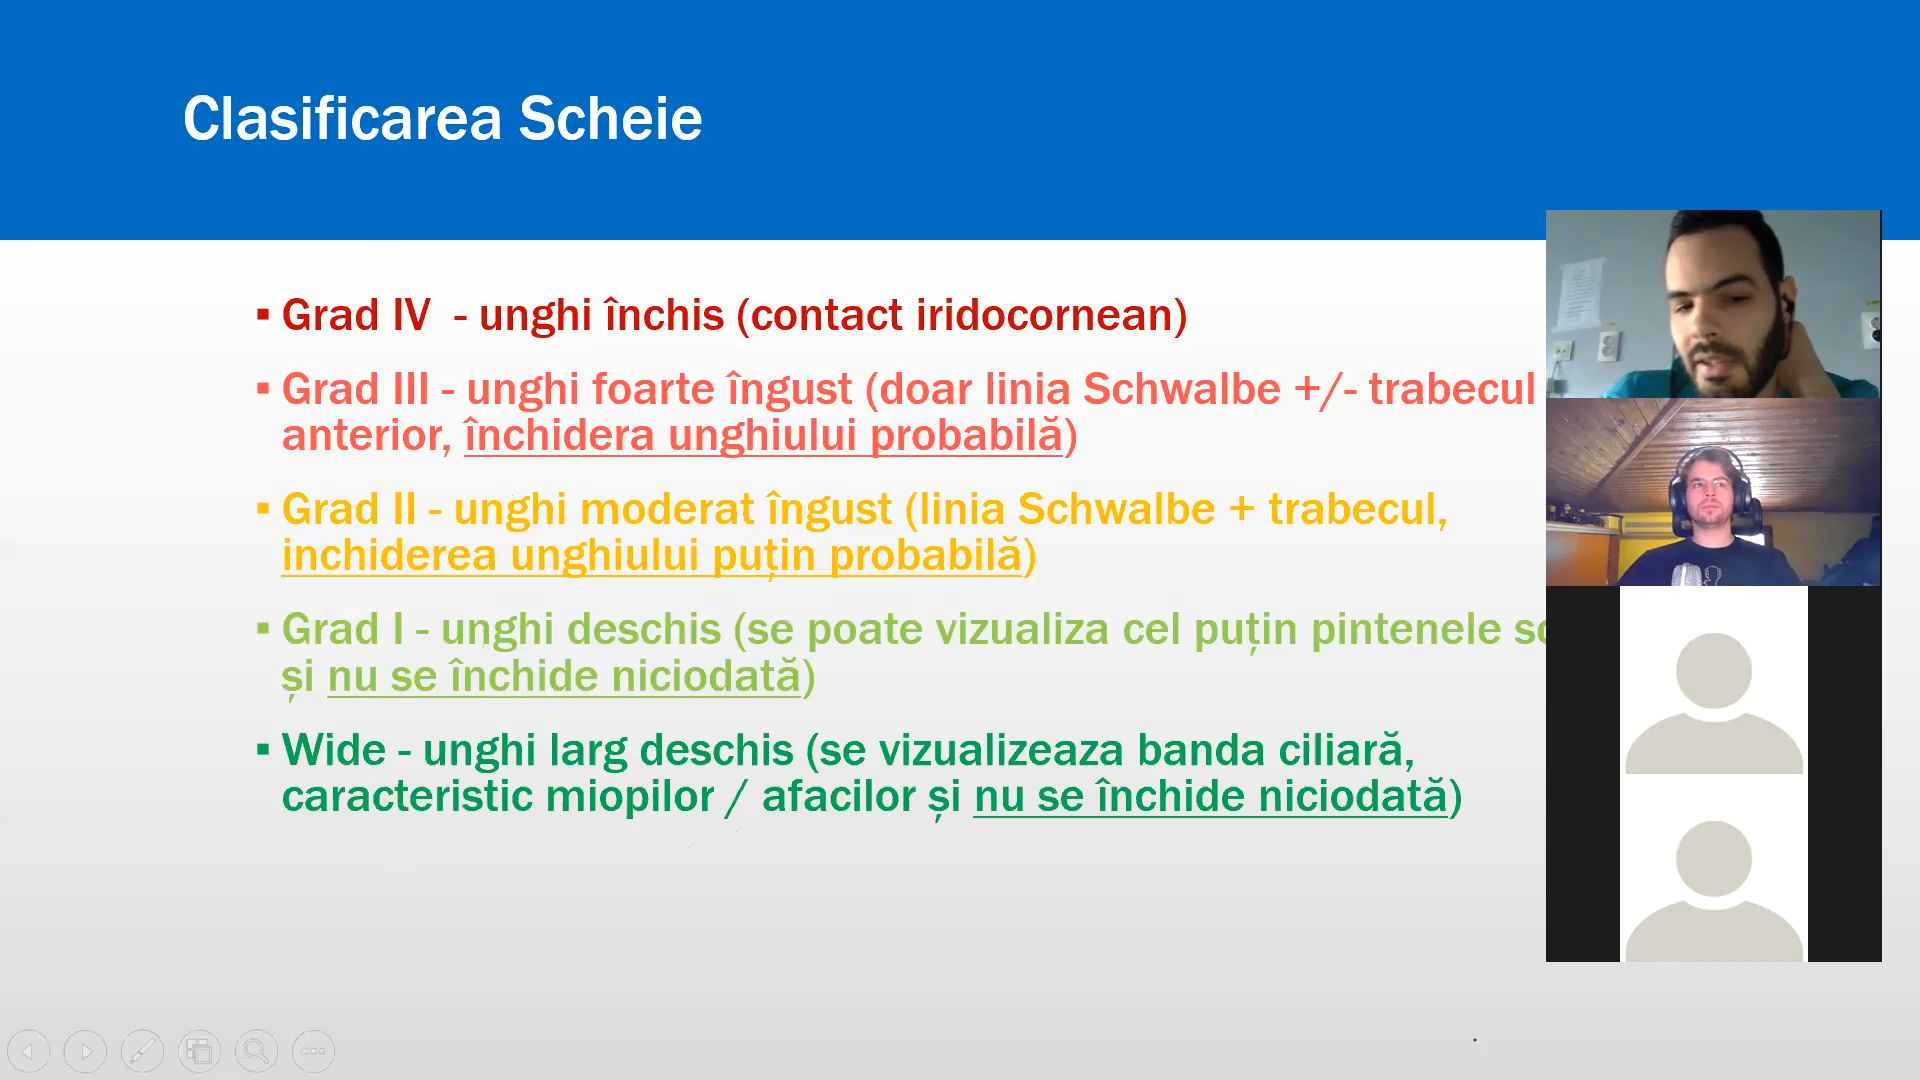 Clasificarea Scheie
▪ Grad IV - unghi închis (contact iridocornean)
▪ Grad III - unghi foarte îngust (doar linia Schwalbe +/- trabecul
anterior, închidera unghiului probabilă)
▪ Grad II - unghi moderat îngust (linia Schwalbe + trabecul,
inchiderea unghiului puțin probabilă)
▪ Grad I - unghi deschis (se poate vizualiza cel puțin pintenele
și nu se închide niciodată)
▪ Wide - unghi larg deschis (se vizualizeaza banda ciliară,
caracteristic miopilor / afacilor și nu se închide niciodată)